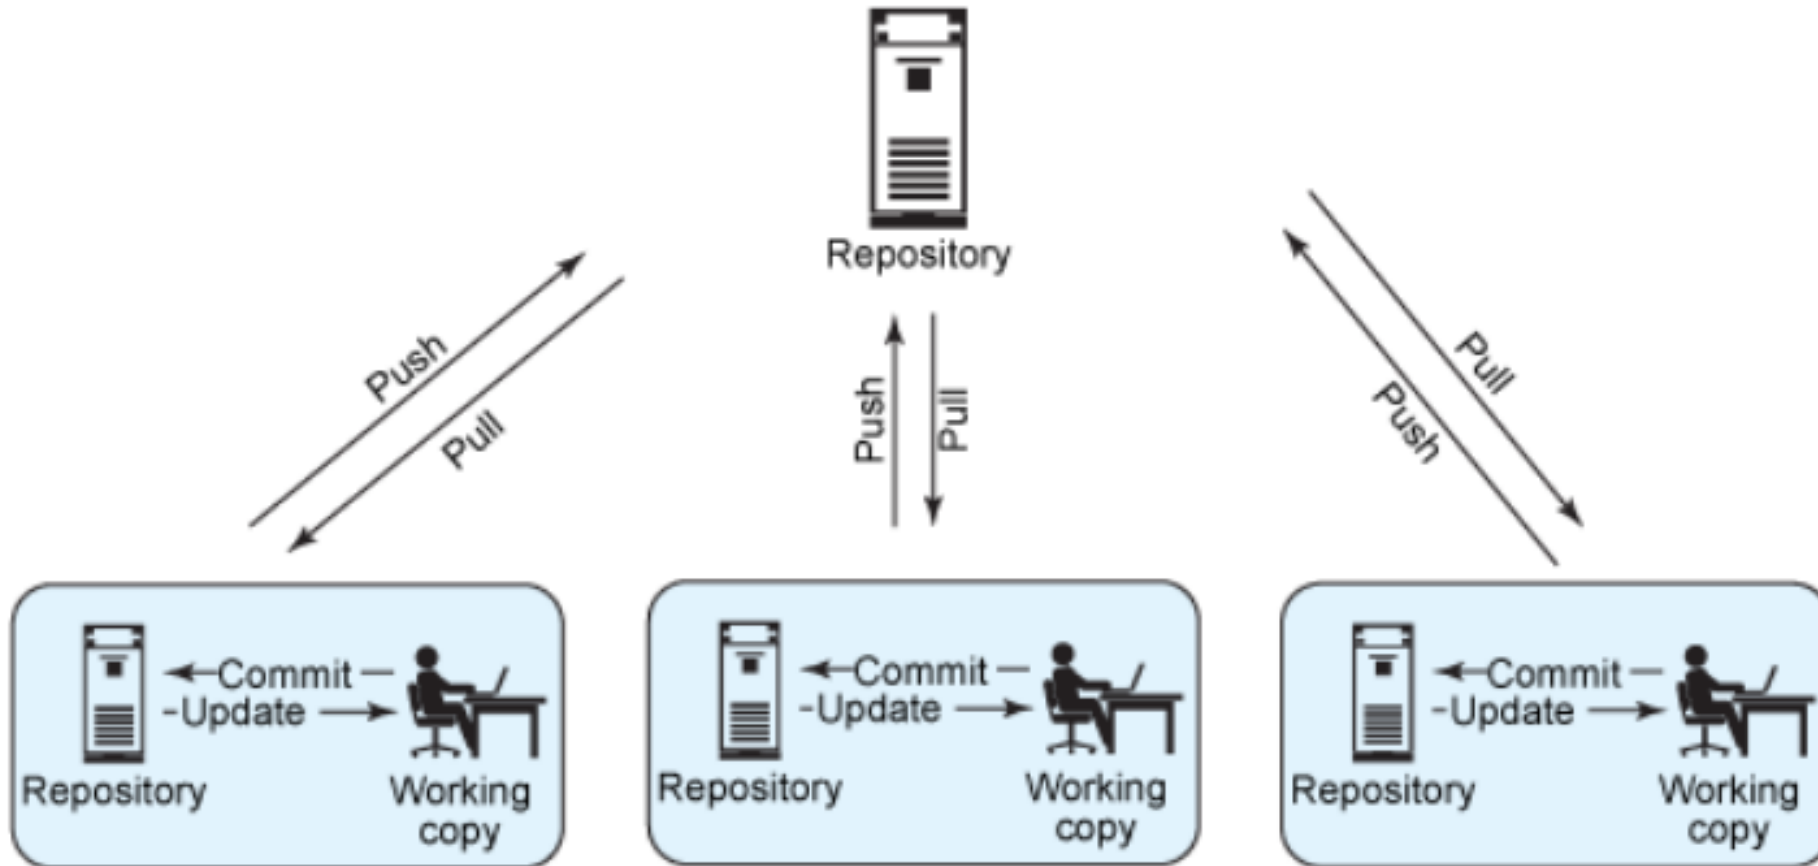 Repository
Push
Pull
Push
Pull
Pull
Push
Commit
Update
Repository
Working
copy
Commit
Update
Repository
Working
copy
Commit
Update
Repository
Working
copy